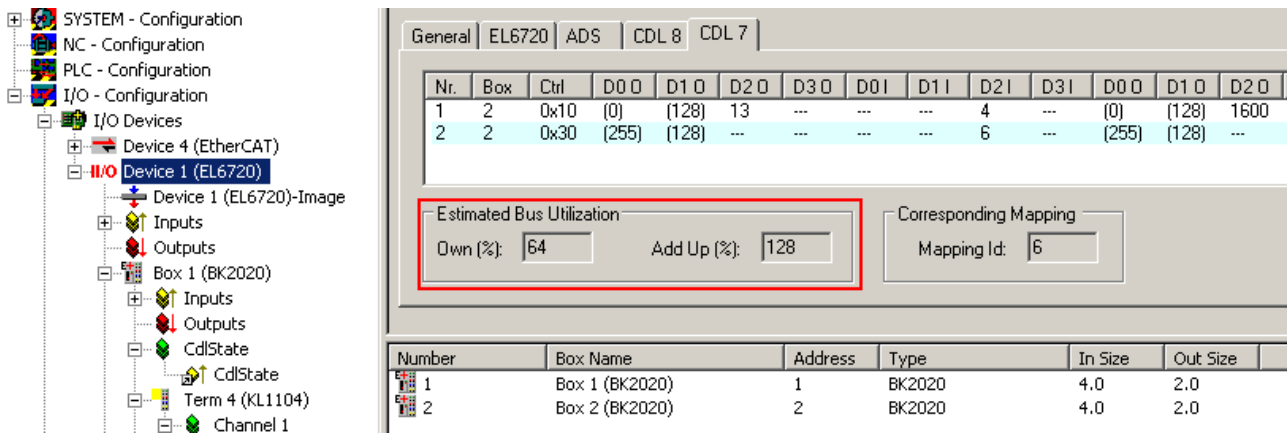 SYSTEM - Configuration
NC - Configuration
PLC - Configuration
I/O - Configuration
I/O Devices
Device 4 (EtherCAT)
Device 1 (EL6720)
Device 1 (EL6720)-Image
Inputs
Outputs
Box 1 (BK2020)
Inputs
Outputs
CdlState
CdlState
Term 4 (KL1104)
Channel 1
General EL6720 ADS CDL 8 CDL 7
Nr. Box Ctrl D0 O D1 O D2 O D3 O D0 I D1 I D2 I D3 I D0 O D1 O D2 O
1 2 0x10 (0) (128) 13 --- --- --- 4 --- (0) (128) 1600
2 2 0x30 (255) (128) --- --- --- --- 6 --- (255) (128) ---
Estimated Bus Utilization
Own (%): 64 Add Up (%): 128
Corresponding Mapping
Mapping Id: 6
Number Box Name Address Type In Size Out Size
1 Box 1 (BK2020) 1 BK2020 4.0 2.0
2 Box 2 (BK2020) 2 BK2020 4.0 2.0